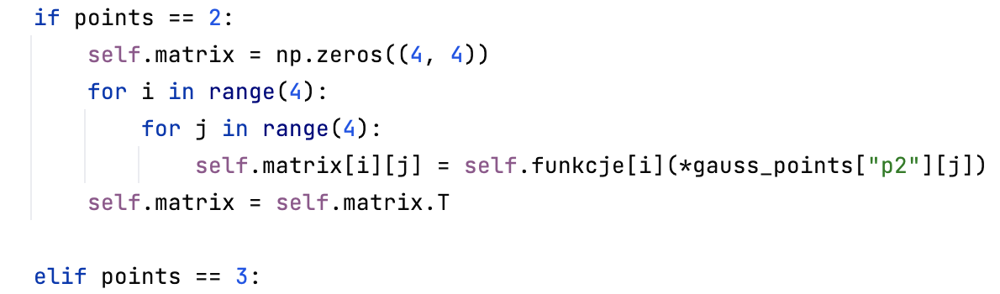 if points == 2:
    self.matrix = np.zeros((4, 4))
    for i in range(4):
        for j in range(4):
            self.matrix[i][j] = self.funkcje[i](*gauss_points["p2"][j])
    self.matrix = self.matrix.T
elif points == 3: